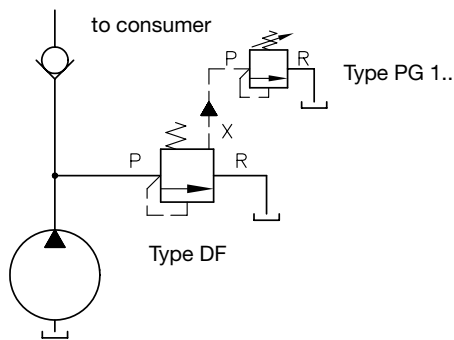 to consumer
P R
Type PG 1..
X
P R
Type DF